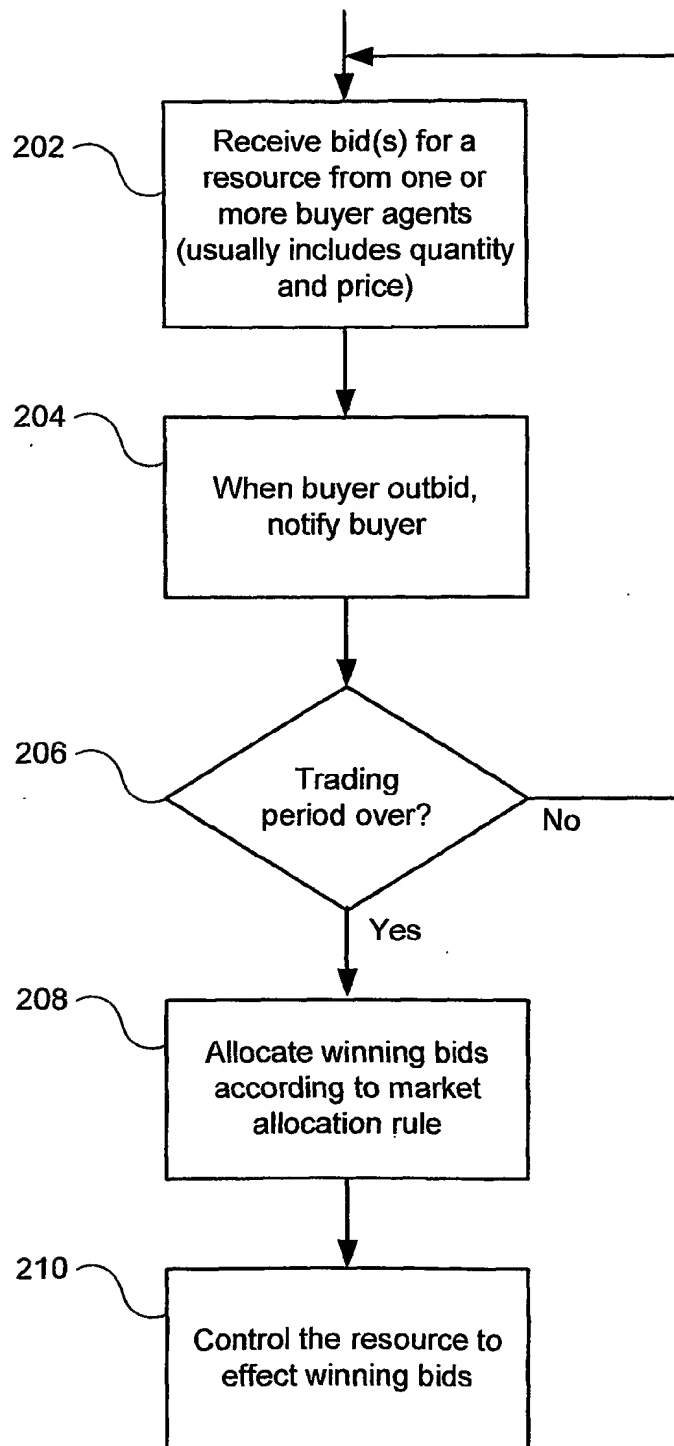 202
Receive bid(s) for a
resource from one or
more buyer agents
(usually includes quantity
and price)
204
When buyer outbid,
notify buyer
206
Trading
period over?
No
Yes
208
Allocate winning bids
according to market
allocation rule
210
Control the resource to
effect winning bids